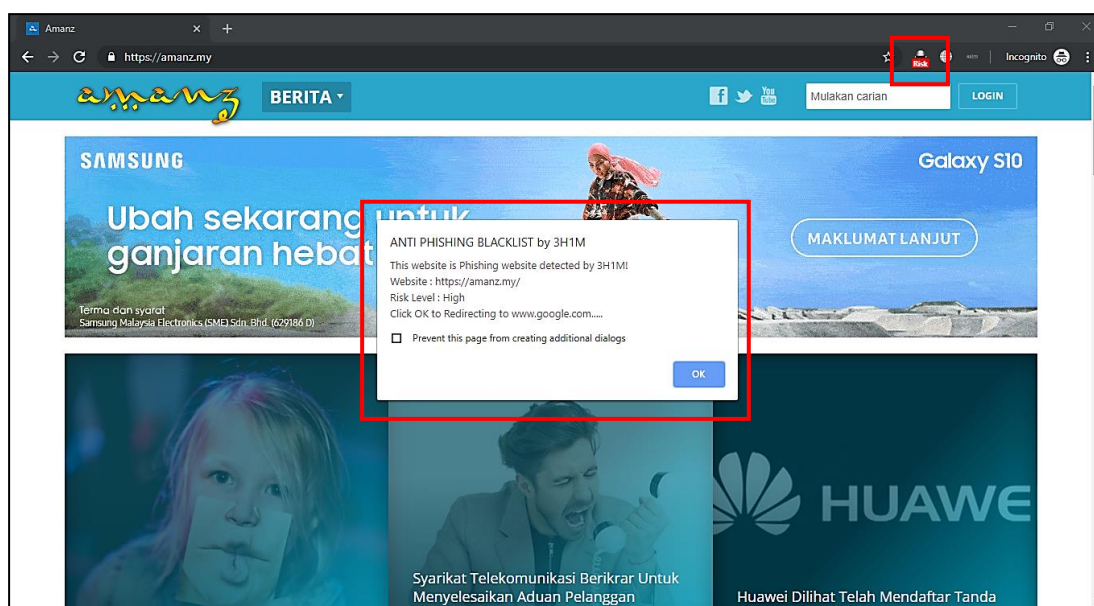 Amanz
https://amanz.my
Risk
Incognito
amanz
BERITA
You
Tube
Mulakan carian
LOGIN
SAMSUNG
Galaxy S10
Ubah sekarang untuk
ganjaran hebat
MAKLUMAT LANJUT
Terma dan syarat
Samsung Malaysia Electronics (SME) Sdn. Bhd. (629186 D)
ANTI PHISHING BLACKLIST by 3H1M
This website is Phishing website detected by 3H1M!
Website : https://amanz.my/
Risk Level : High
Click OK to Redirecting to www.google.com.....
Prevent this page from creating additional dialogs
OK
HUAWE
Syarikat Telekomunikasi Berikrar Untuk
Menyelesaikan Aduan Pelanggan
Huawei Dilihat Telah Mendaftar Tanda